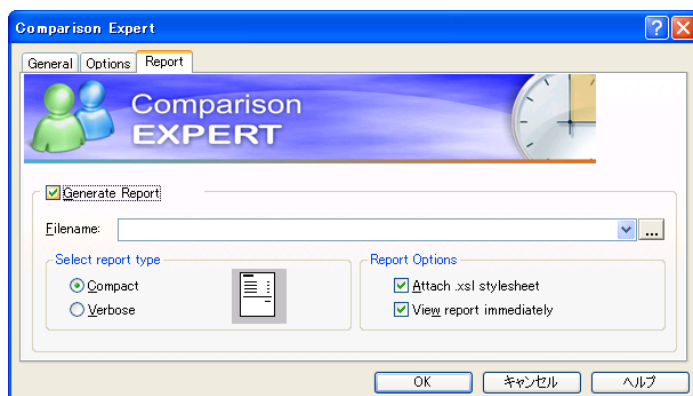 Comparison Expert
General Options Report
Comparison
EXPERT
Generate Report
Filename:
...
Select report type Report Options
Compact Attach .xsl stylesheet
Verbose View report immediately
OK キャンセル ヘルプ